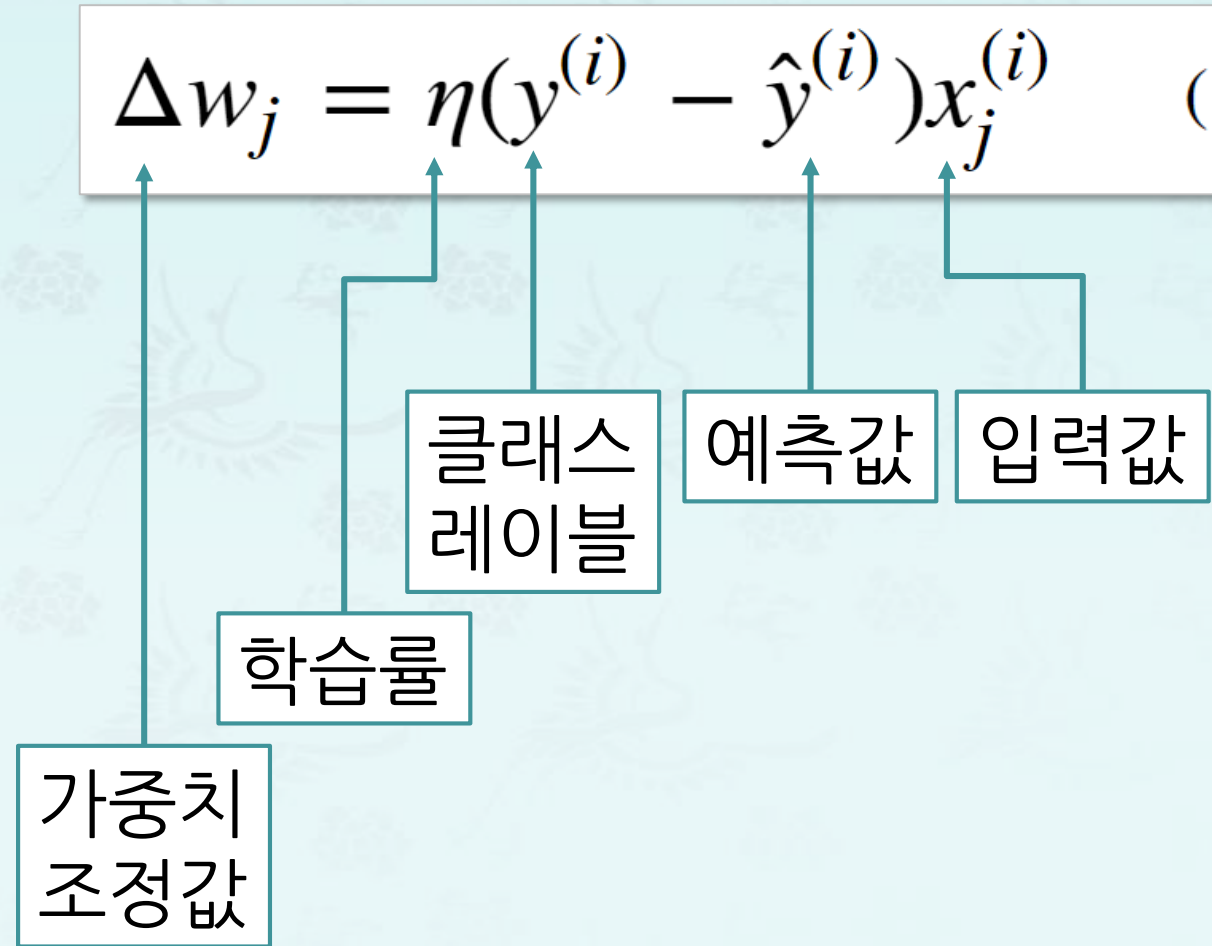 Δw_j = η(y^(i) − ŷ^(i))x_j^(i) (
클래스
레이블
예측값
입력값
학습률
가중치
조정값